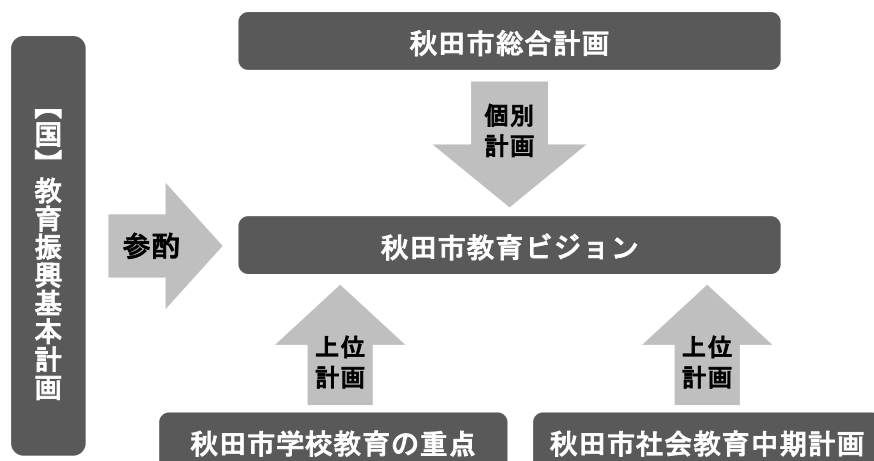 秋田市総合計画
【国】教育振興基本計画
個別
計画
参酌
秋田市教育ビジョン
上位
計画
上位
計画
秋田市学校教育の重点
秋田市社会教育中期計画